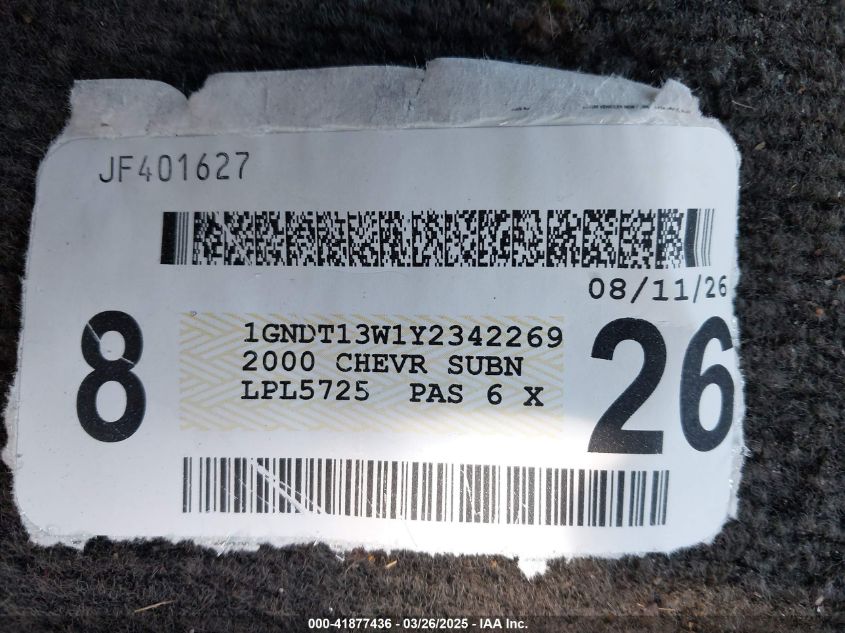 JF401627
08/11/26
8
1GNDT13W1Y2342269
2000 CHEVR SUBN
LPL5725 PAS 6 X
26
000-41877436 - 03/26/2025 - IAA Inc.